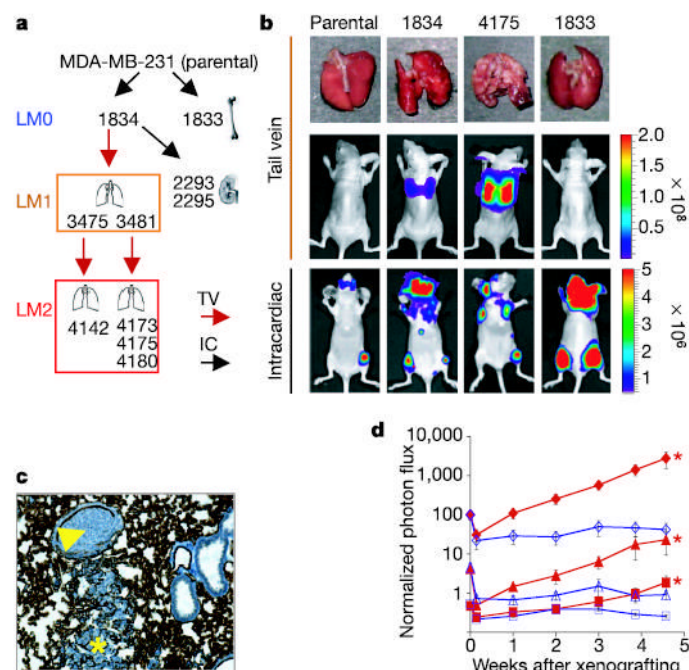 a
MDA-MB-231 (parental)
LM0
1834
1833
LM1
2293
2295
3475 3481
LM2
4142
4173
4175
4180
TV
IC
b
Parental 1834 4175 1833
Tail vein
2.0
1.5
1.0
0.5
× 10⁸
Intracardiac
5
4
3
2
1
× 10⁶
c
*
d
Normalized photon flux
10,000
1,000
100
10
1
0
*
*
*
0 1 2 3 4 5
Weeks after xenografting